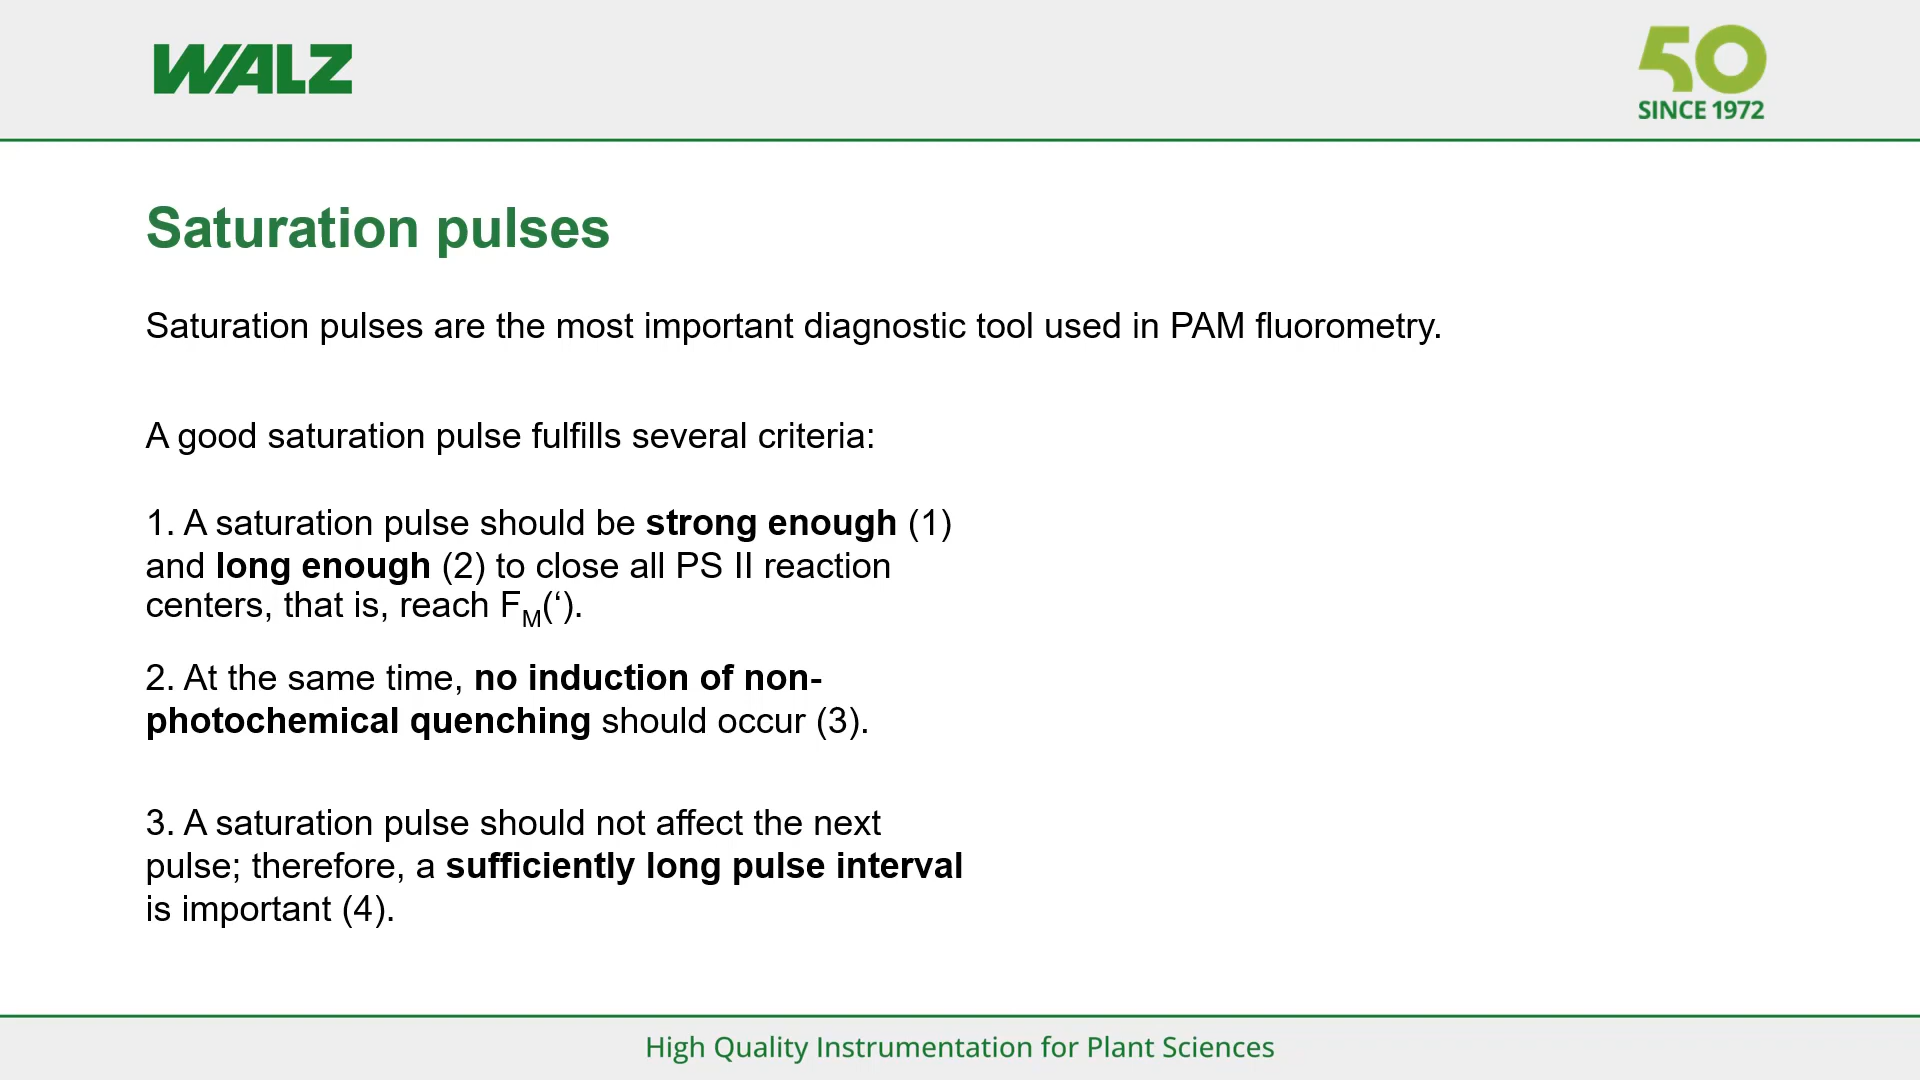 WALZ
50
SINCE 1972
Saturation pulses
Saturation pulses are the most important diagnostic tool used in PAM fluorometry.
A good saturation pulse fulfills several criteria:
1. A saturation pulse should be strong enough (1)
and long enough (2) to close all PS II reaction
centers, that is, reach FM(‘).
2. At the same time, no induction of non-
photochemical quenching should occur (3).
3. A saturation pulse should not affect the next
pulse; therefore, a sufficiently long pulse interval
is important (4).
High Quality Instrumentation for Plant Sciences